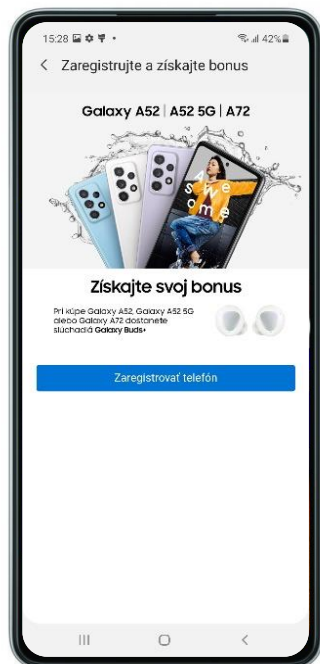 15:28 42%
Zaregistrujte a získajte bonus
Galaxy A52 | A52 5G | A72
Awesome
Získajte svoj bonus
Pri kúpe Galaxy A52, Galaxy A52 5G
alebo Galaxy A72 dostanete
slúchadlá Galaxy Buds+
Zaregistrovať telefón